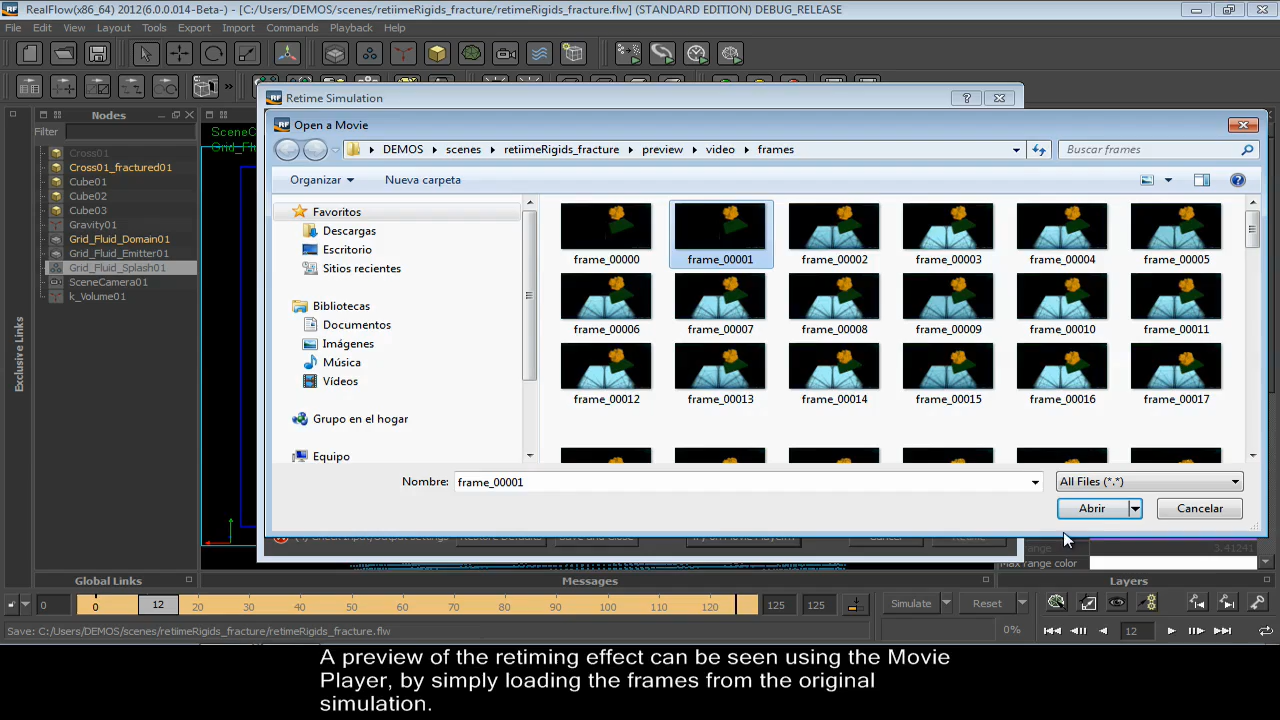 RealFlow(x86_64) 2012(6.0.0.014-Beta-) - [C:/Users/DEMOS/scenes/retiimeRigids_fracture/retimeRigids_fracture.flw] (STANDARD EDITION) DEBUG_RELEASE
File Edit View Layout Tools Export Import Commands Playback Help
Nodes
Filter
Cross01
Cross01_fractured01
Cube01
Cube02
Cube03
Gravity01
Grid_Fluid_Domain01
Grid_Fluid_Emitter01
Grid_Fluid_Splash01
SceneCamera01
k_Volume01
Exclusive Links
Retime Simulation
Open a Movie
DEMOS scenes retiimeRigids_fracture preview video frames
Buscar frames
Organizar Nueva carpeta
Favoritos
Descargas
Escritorio
Sitios recientes
Bibliotecas
Documentos
Imágenes
Música
Vídeos
Grupo en el hogar
Equipo
frame_00000 frame_00001 frame_00002 frame_00003 frame_00004 frame_00005
frame_00006 frame_00007 frame_00008 frame_00009 frame_00010 frame_00011
frame_00012 frame_00013 frame_00014 frame_00015 frame_00016 frame_00017
Nombre: frame_00001 All Files (*.*)
Abrir Cancelar
range 3.41241
Max range color
Global Links Messages Layers
0 0 12 20 30 40 50 60 70 80 90 100 110 120 125 125 Simulate Reset
Save: C:/Users/DEMOS/scenes/retiimeRigids_fracture/retimeRigids_fracture.flw 0% 12
A preview of the retiming effect can be seen using the Movie
Player, by simply loading the frames from the original
simulation.